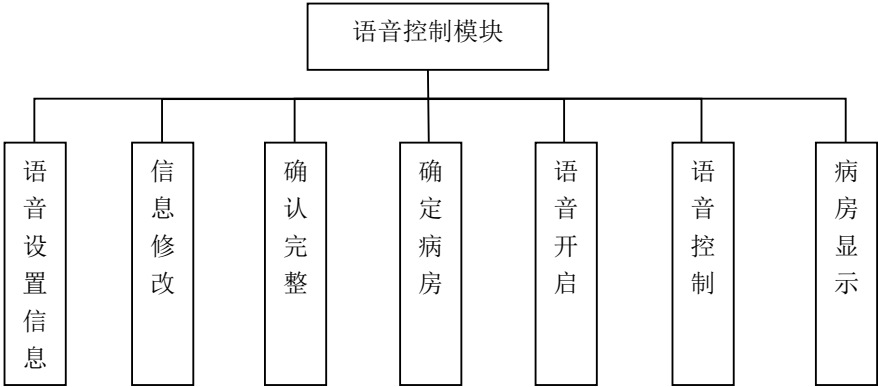 语音控制模块
语音设置信息
信息修改
确认完整
确定病房
语音开启
语音控制
病房显示